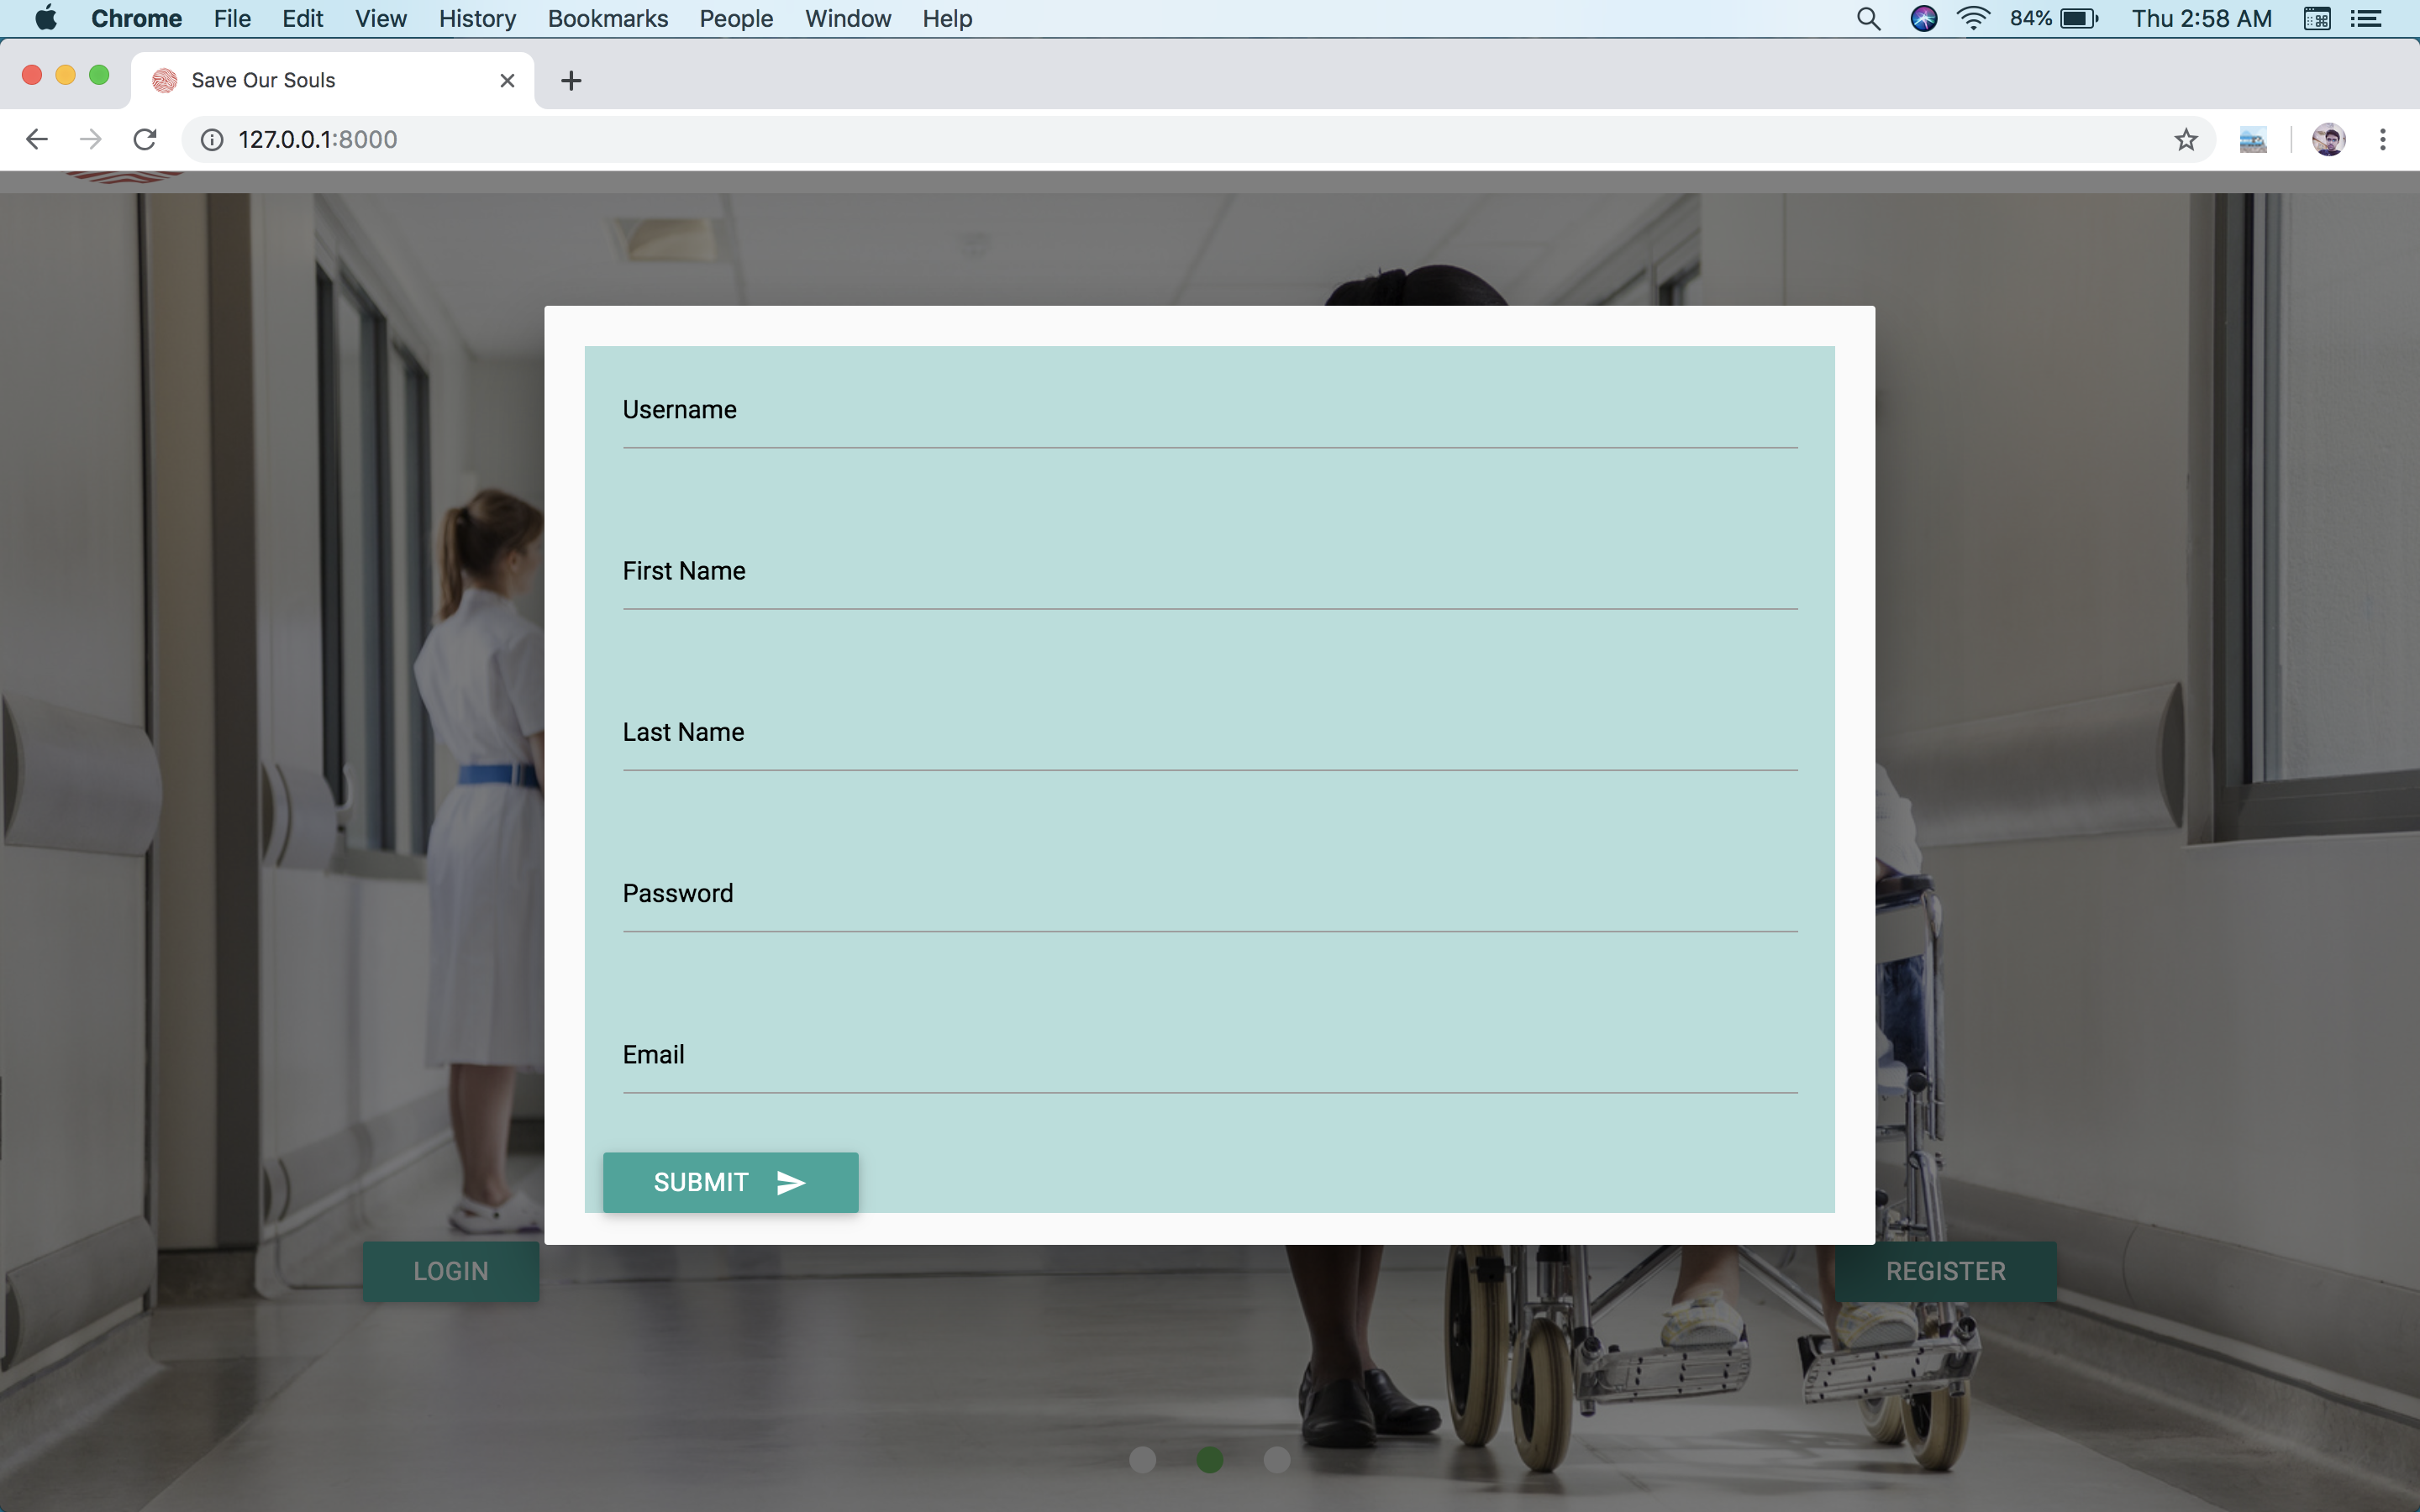 Chrome File Edit View History Bookmarks People Window Help 84% Thu 2:58 AM
Save Our Souls
127.0.0.1:8000
Username
First Name
Last Name
Password
Email
SUBMIT
LOGIN REGISTER